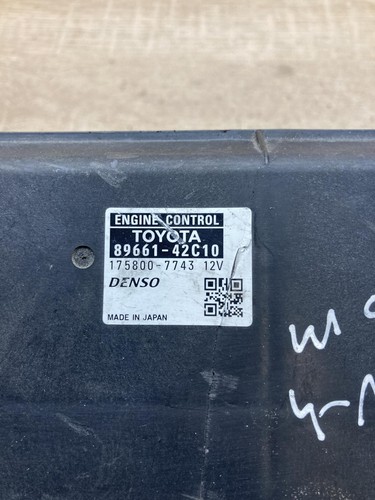 ENGINE CONTROL
TOYOTA
89661-42C10
175800-7743 12V
DENSO
MADE IN JAPAN